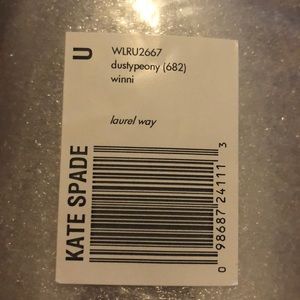 U
WLRU2667
dustypeony (682)
winni
laurel way
KATE SPADE
0 98687 24111 3